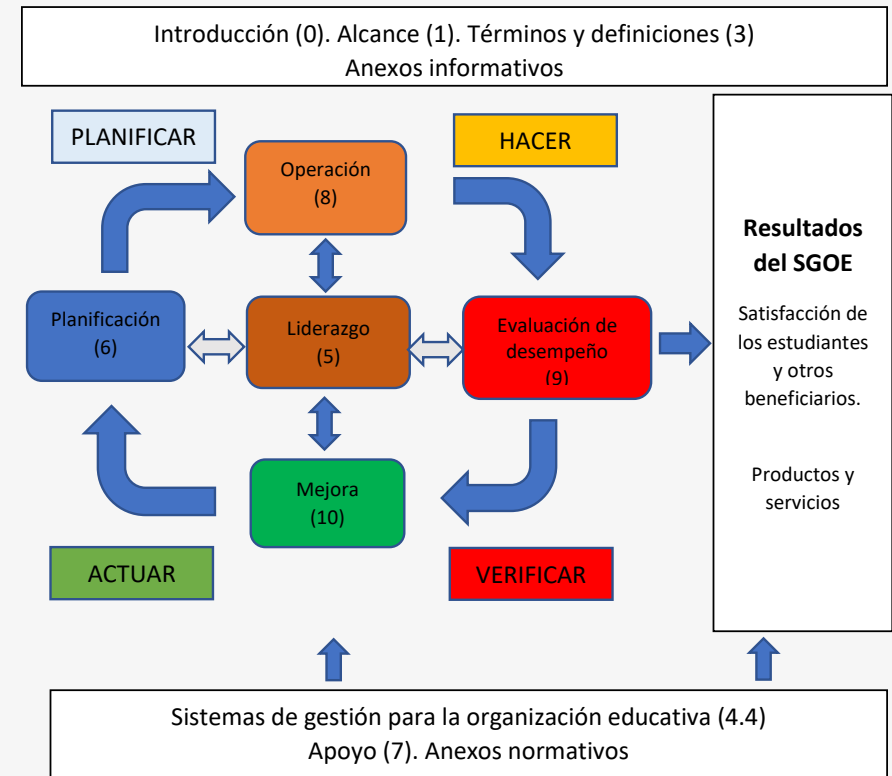 Introducción (0). Alcance (1). Términos y definiciones (3)
Anexos informativos
PLANIFICAR
HACER
Operación
(8)
Planificación
(6)
Liderazgo
(5)
Evaluación de
desempeño
(9)
Mejora
(10)
ACTUAR
VERIFICAR
Resultados
del SGOE
Satisfacción de
los estudiantes
y otros
beneficiarios.
Productos y
servicios
Sistemas de gestión para la organización educativa (4.4)
Apoyo (7). Anexos normativos